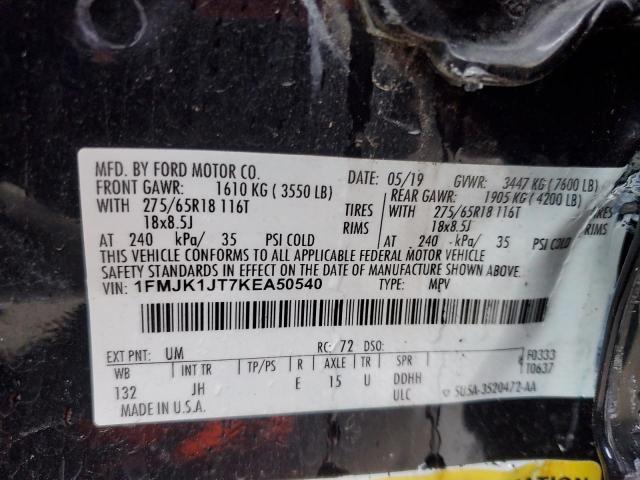 MFD. BY FORD MOTOR CO. DATE: 05/19 GVWR: 3447 KG (7600 LB)
FRONT GAWR: 1610 KG (3550 LB) REAR GAWR: 1905 KG (4200 LB)
WITH 275/65R18 116T TIRES WITH 275/65R18 116T TIRES
18x8.5J RIMS 18x8.5J RIMS
AT 240 kPa/ 35 PSI COLD AT 240 kPa/ 35 PSI COLD
THIS VEHICLE CONFORMS TO ALL APPLICABLE FEDERAL MOTOR VEHICLE
SAFETY STANDARDS IN EFFECT ON THE DATE OF MANUFACTURE SHOWN ABOVE.
VIN: 1FMJK1JT7KEA50540 TYPE: MPV
EXT PNT: UM RC: 72 DSO: F0333
WB INT TR TP/PS R AXLE TR SPR T0637
132 JH E 15 U DDHH
MADE IN U.S.A. ULC 5U5A-3520472-AA